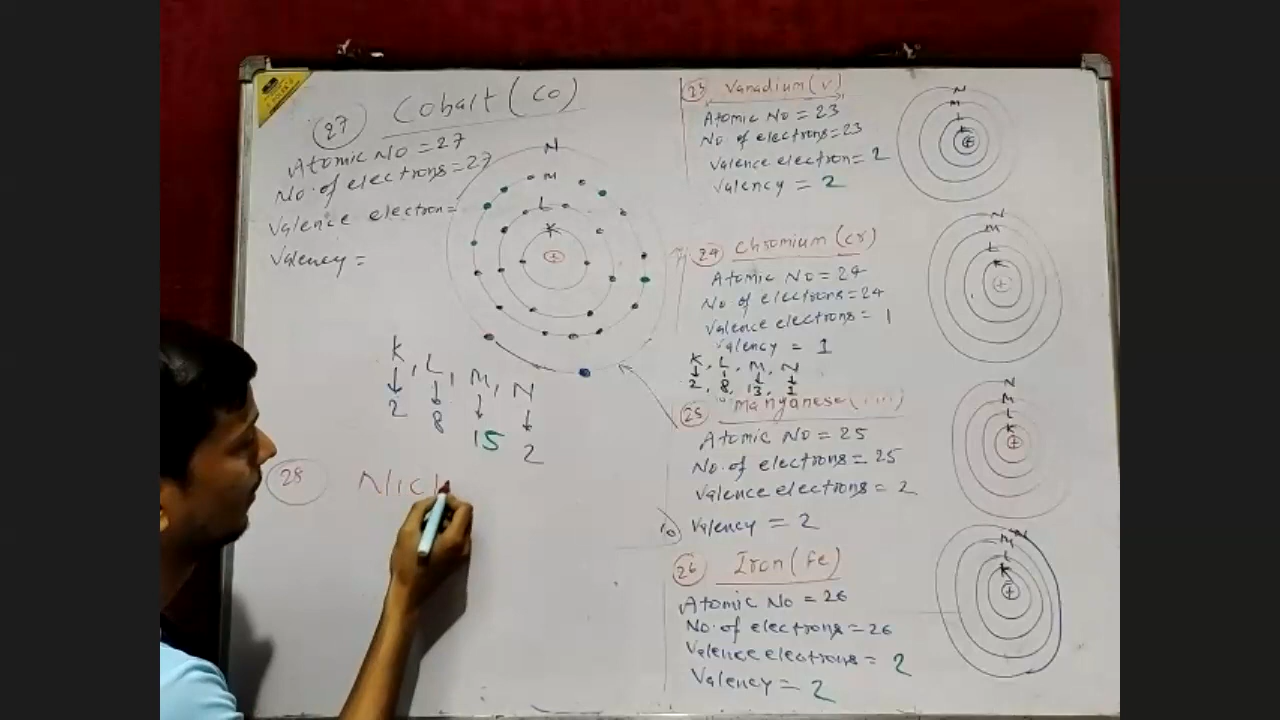 27 Cobalt (Co)
Atomic No = 27
No. of electrons = 27
Valence electron =
Valency =
N
M
L
K
+
K, L, M, N
2 8 15 2
28 Nick
23 Vanadium (V)
Atomic No = 23
No. of electrons = 23
Valence electron = 2
Valency = 2
N
M
L
K
+
24 Chromium (Cr)
Atomic No = 24
No of electrons = 24
Valence electrons = 1
Valency = 1
K, L, M, N
2, 8, 13, 1
N
M
L
K
+
25 Manganese
Atomic No = 25
No. of electrons = 25
Valence electrons = 2
Valency = 2
N
M
L
K
+
26 Iron (Fe)
Atomic No = 26
No. of electrons = 26
Valence electrons = 2
Valency = 2
N
M
L
K
+